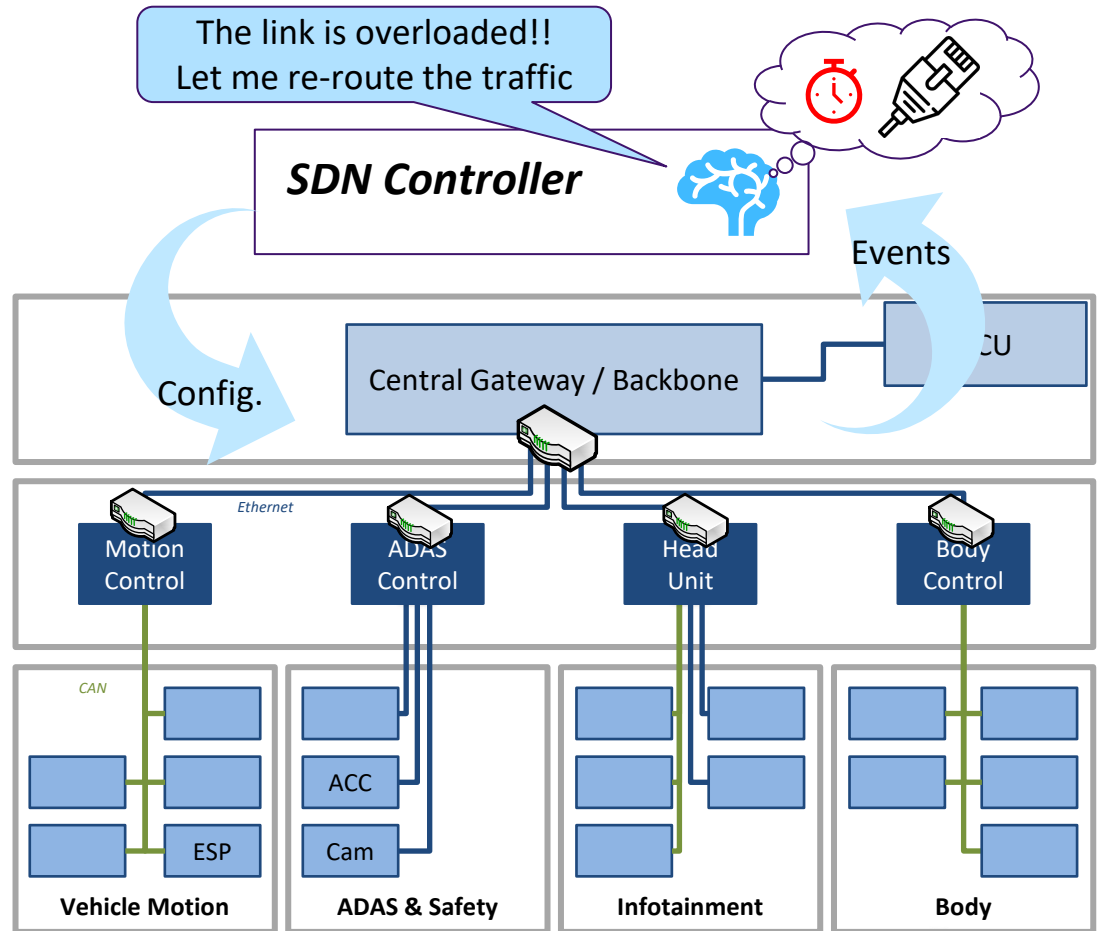 The link is overloaded!!
Let me re-route the traffic
SDN Controller
Events
Config.
Central Gateway / Backbone
CU
Ethernet
Motion
Control
ADAS
Control
Head
Unit
Body
Control
CAN
ACC
ESP
Cam
Vehicle Motion
ADAS & Safety
Infotainment
Body